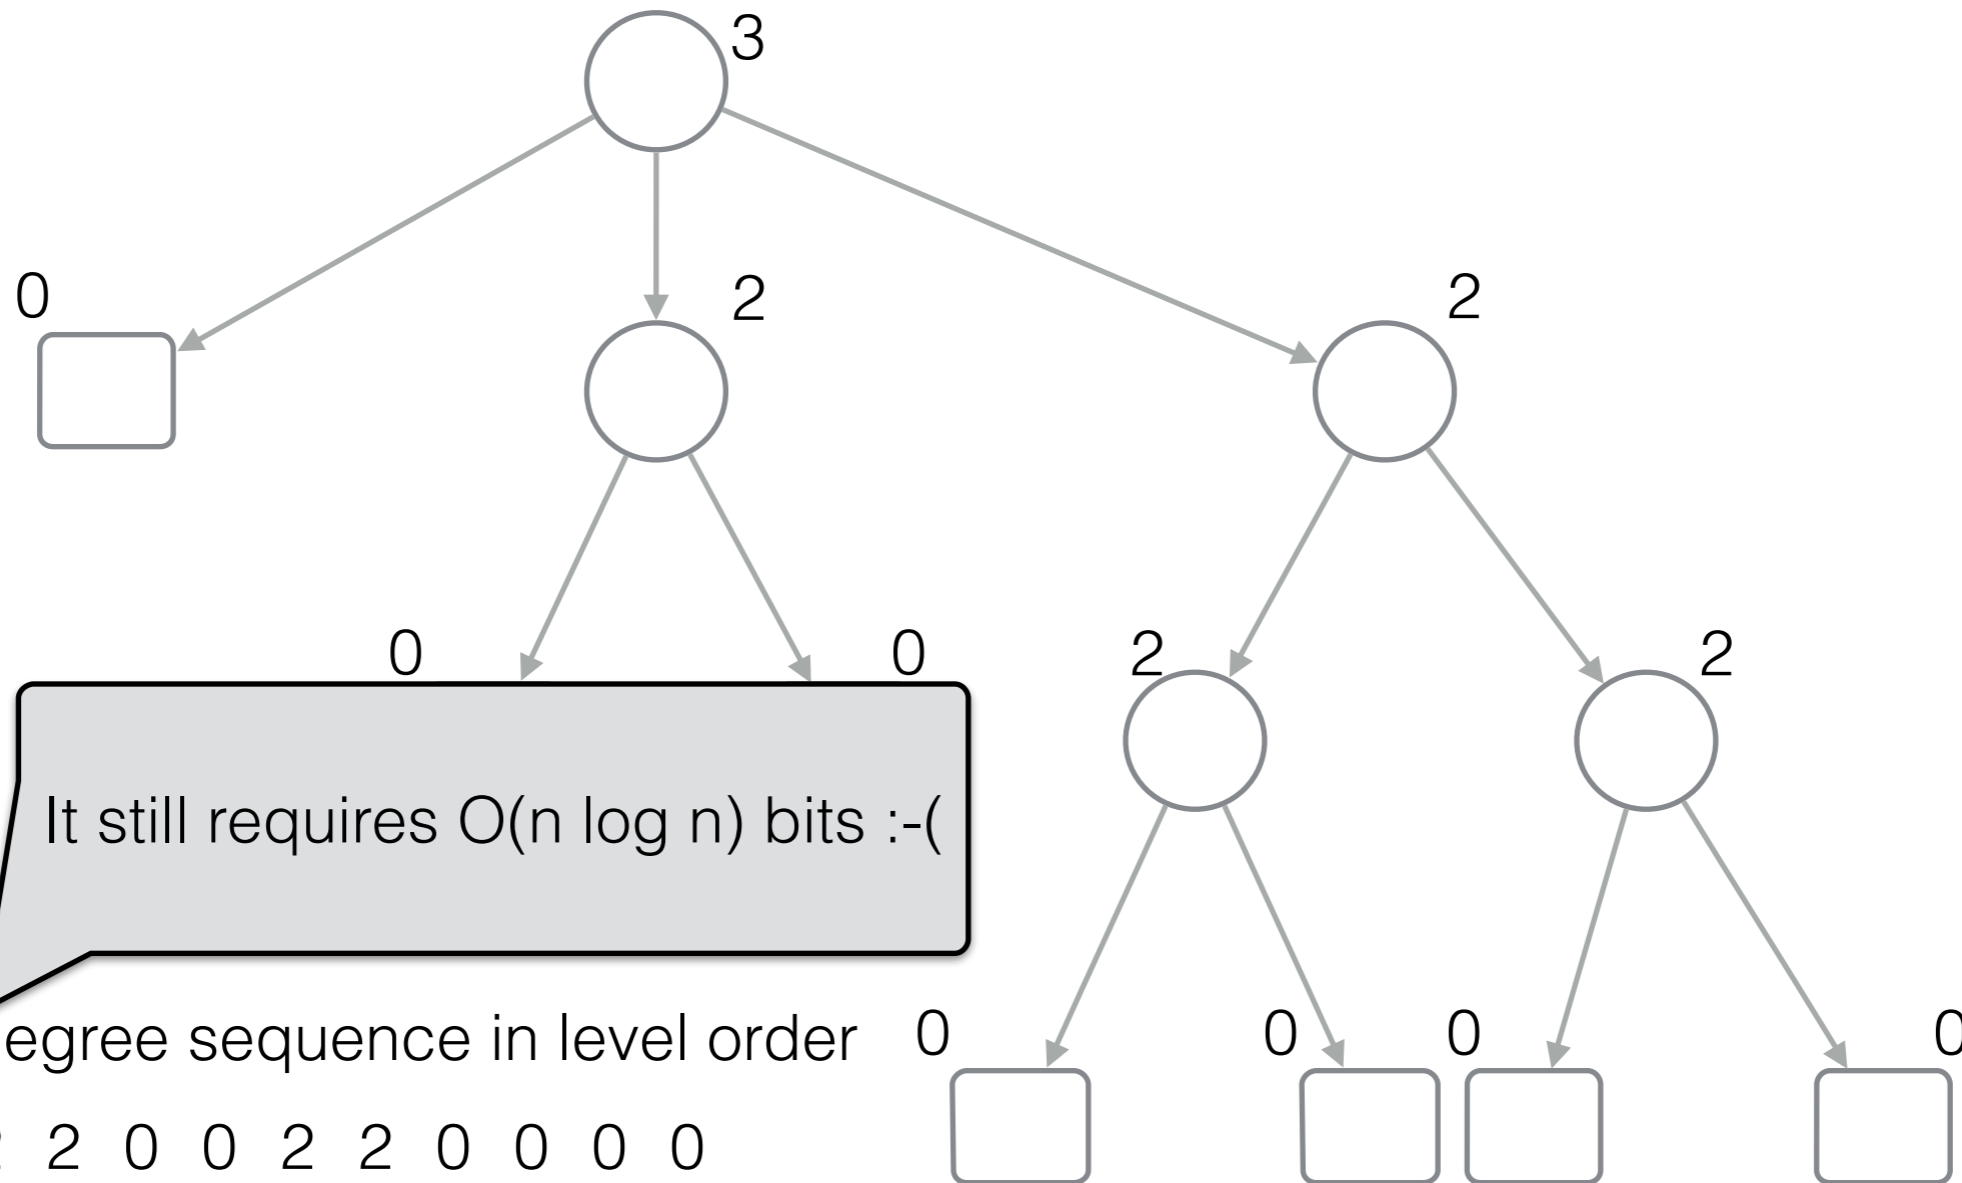 3
0 2 2
0 0 2 2
It still requires O(n log n) bits :-(
egree sequence in level order
0 0 0 0
2 0 0 2 2 0 0 0 0